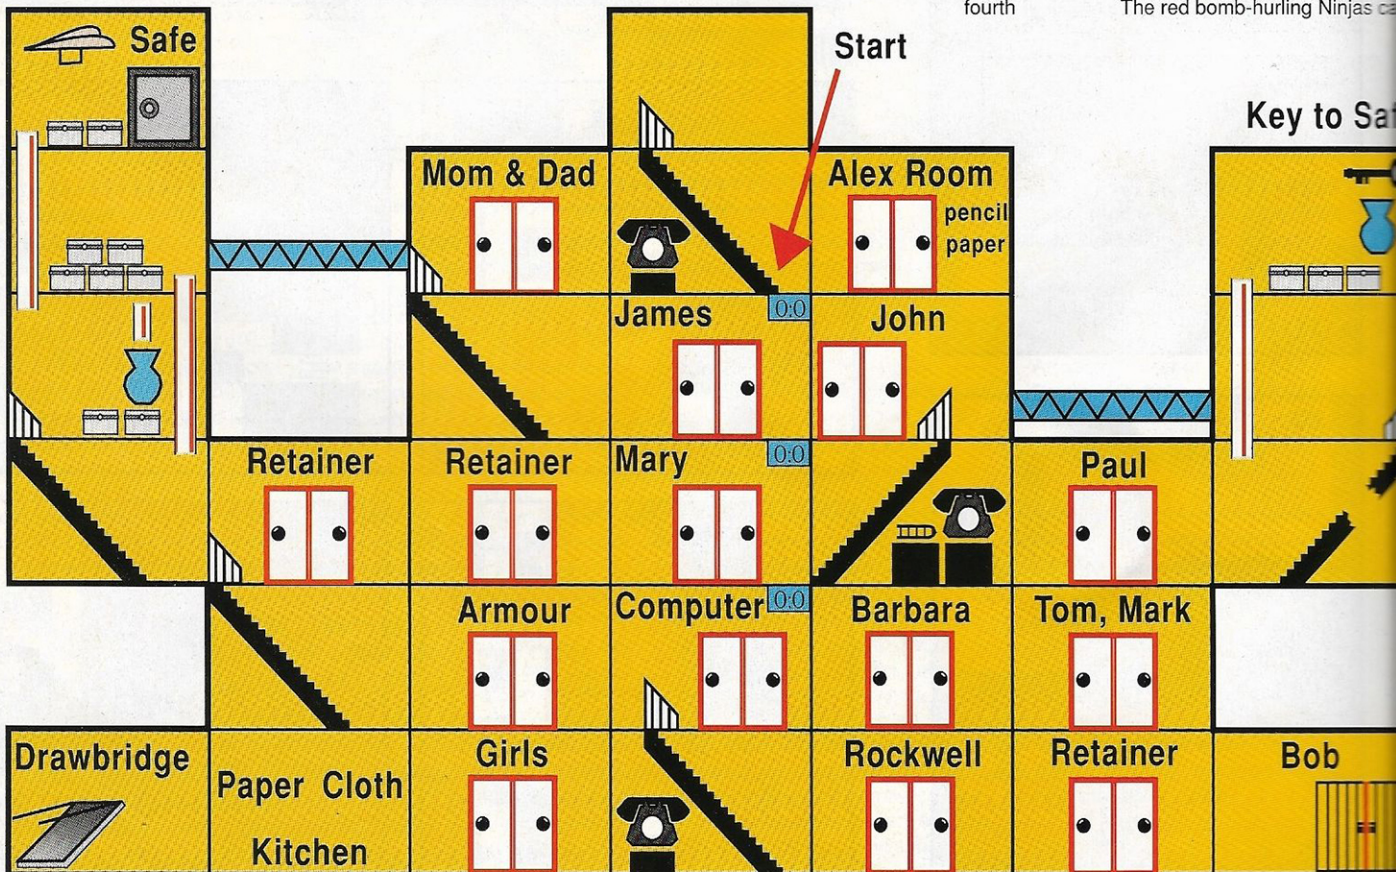 fourth
The red bomb-hurling Ninjas
Safe
Start
Key to
Mom & Dad
Alex Room
pencil
paper
James
0:0
John
Retainer
Retainer
Mary
0:0
Paul
Armour
Computer
0:0
Barbara
Tom, Mark
Drawbridge
Paper Cloth
Kitchen
Girls
Rockwell
Retainer
Bob